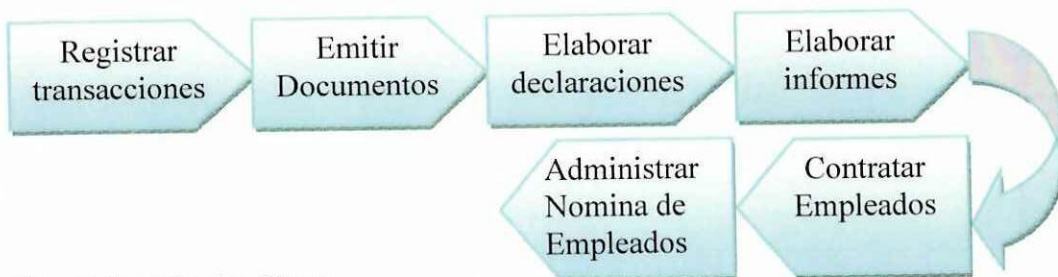 Registrar
transacciones
Emitir
Documentos
Elaborar
declaraciones
Elaborar
informes
Contratar
Empleados
Administrar
Nomina de
Empleados